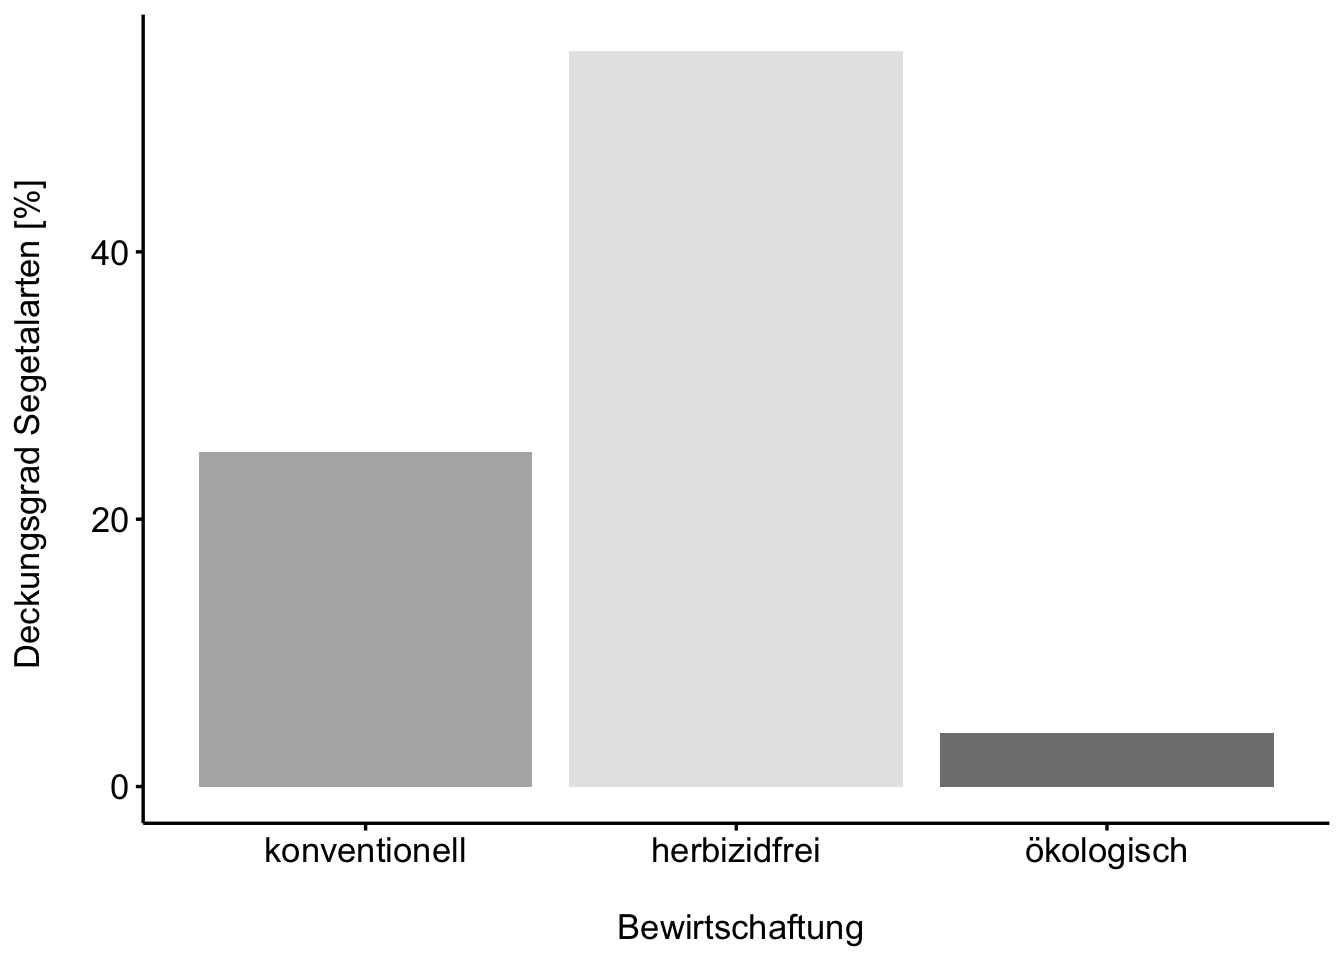 Deckungsgrad Segetalarten [%]
40
20
0
konventionell herbizidfrei ökologisch
Bewirtschaftung